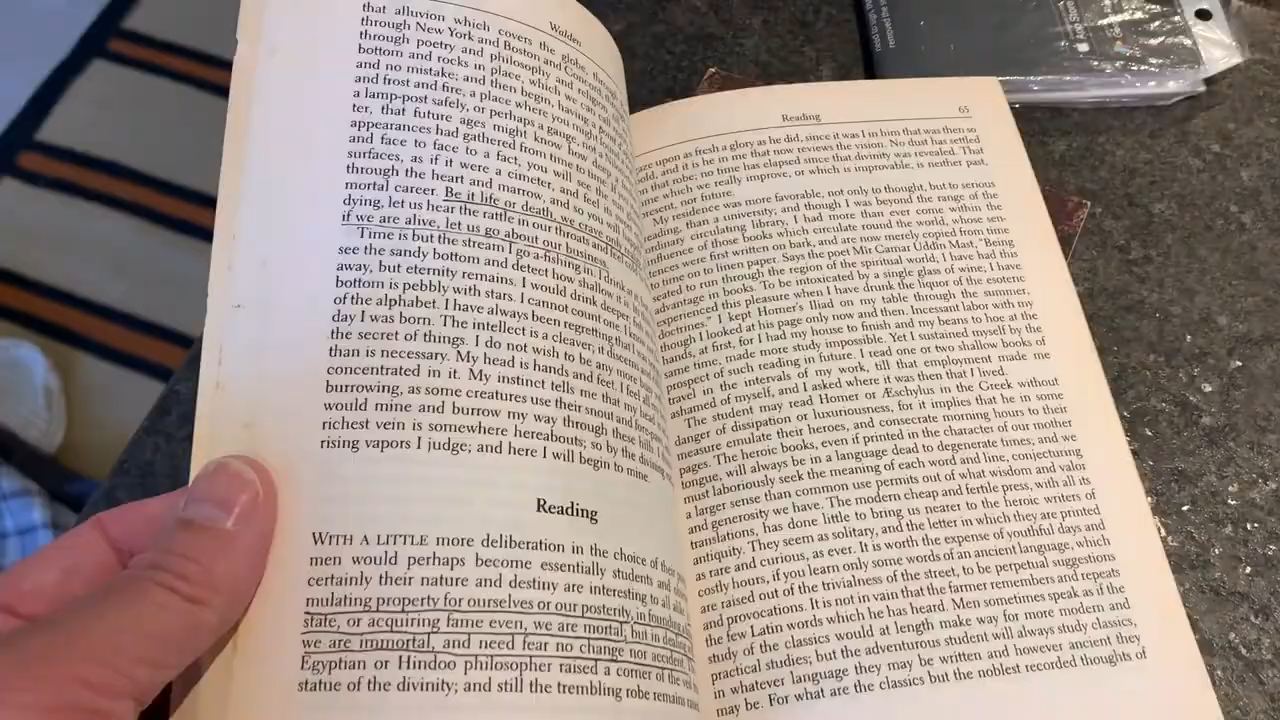 Walden
that alluvion which covers the globe, through
through New York and Boston and Concord,
through poetry and philosophy and religion,
bottom and rocks in place, which we can call
and no mistake; and then begin, having a point
and frost and fire, a place where you might
a lamp-post safely, or perhaps a gauge, not a
ter, that future ages might know how deep a
appearances had gathered from time to time. If
and face to face to a fact, you will see the
surfaces, as if it were a cimeter, and feel its
through the heart and marrow, and so you will
mortal career. Be it life or death, we crave only
dying, let us hear the rattle in our throats and feel
if we are alive, let us go about our business.
Time is but the stream I go a-fishing in. I drink at
see the sandy bottom and detect how shallow it is.
away, but eternity remains. I would drink deeper;
bottom is pebbly with stars. I cannot count one. I know
of the alphabet. I have always been regretting that I was
day I was born. The intellect is a cleaver; it discerns and
the secret of things. I do not wish to be any more busy
than is necessary. My head is hands and feet. I feel all
concentrated in it. My instinct tells me that my head
burrowing, as some creatures use their snout and fore-paws,
would mine and burrow my way through these hills. I
richest vein is somewhere hereabouts; so by the divining
rising vapors I judge; and here I will begin to mine.
Reading
WITH A LITTLE more deliberation in the choice of their
men would perhaps become essentially students and
certainly their nature and destiny are interesting to all alike.
mulating property for ourselves or our posterity, in founding
state, or acquiring fame even, we are mortal; but in dealing
we are immortal, and need fear no change nor accident.
Egyptian or Hindoo philosopher raised a corner of the veil
statue of the divinity; and still the trembling robe remains
Reading
65
aze upon as fresh a glory as he did, since it was I in him that was then so
old, and it is he in me that now reviews the vision. No dust has settled
n that robe; no time has elapsed since that divinity was revealed. That
ime which we really improve, or which is improvable, is neither past,
resent, nor future.
My residence was more favorable, not only to thought, but to serious
reading, than a university; and though I was beyond the range of the
ordinary circulating library, I had more than ever come within the
influence of those books which circulate round the world, whose sen-
tences were first written on bark, and are now merely copied from time
to time on to linen paper. Says the poet Mir Camar Uddin Mast, "Being
seated to run through the region of the spiritual world; I have had this
advantage in books. To be intoxicated by a single glass of wine; I have
experienced this pleasure when I have drunk the liquor of the esoteric
doctrines." I kept Homer's Iliad on my table through the summer,
though I looked at his page only now and then. Incessant labor with my
hands, at first, for I had my house to finish and my beans to hoe at the
same time, made more study impossible. Yet I sustained myself by the
prospect of such reading in future. I read one or two shallow books of
travel in the intervals of my work, till that employment made me
ashamed of myself, and I asked where it was then that I lived.
The student may read Homer or Æschylus in the Greek without
danger of dissipation or luxuriousness, for it implies that he in some
measure emulate their heroes, and consecrate morning hours to their
pages. The heroic books, even if printed in the character of our mother
tongue, will always be in a language dead to degenerate times; and we
must laboriously seek the meaning of each word and line, conjecturing
a larger sense than common use permits out of what wisdom and valor
and generosity we have. The modern cheap and fertile press, with all its
translations, has done little to bring us nearer to the heroic writers of
antiquity. They seem as solitary, and the letter in which they are printed
as rare and curious, as ever. It is worth the expense of youthful days and
costly hours, if you learn only some words of an ancient language, which
are raised out of the trivialness of the street, to be perpetual suggestions
and provocations. It is not in vain that the farmer remembers and repeats
the few Latin words which he has heard. Men sometimes speak as if the
study of the classics would at length make way for more modern and
practical studies; but the adventurous student will always study classics,
in whatever language they may be written and however ancient they
may be. For what are the classics but the noblest recorded thoughts of